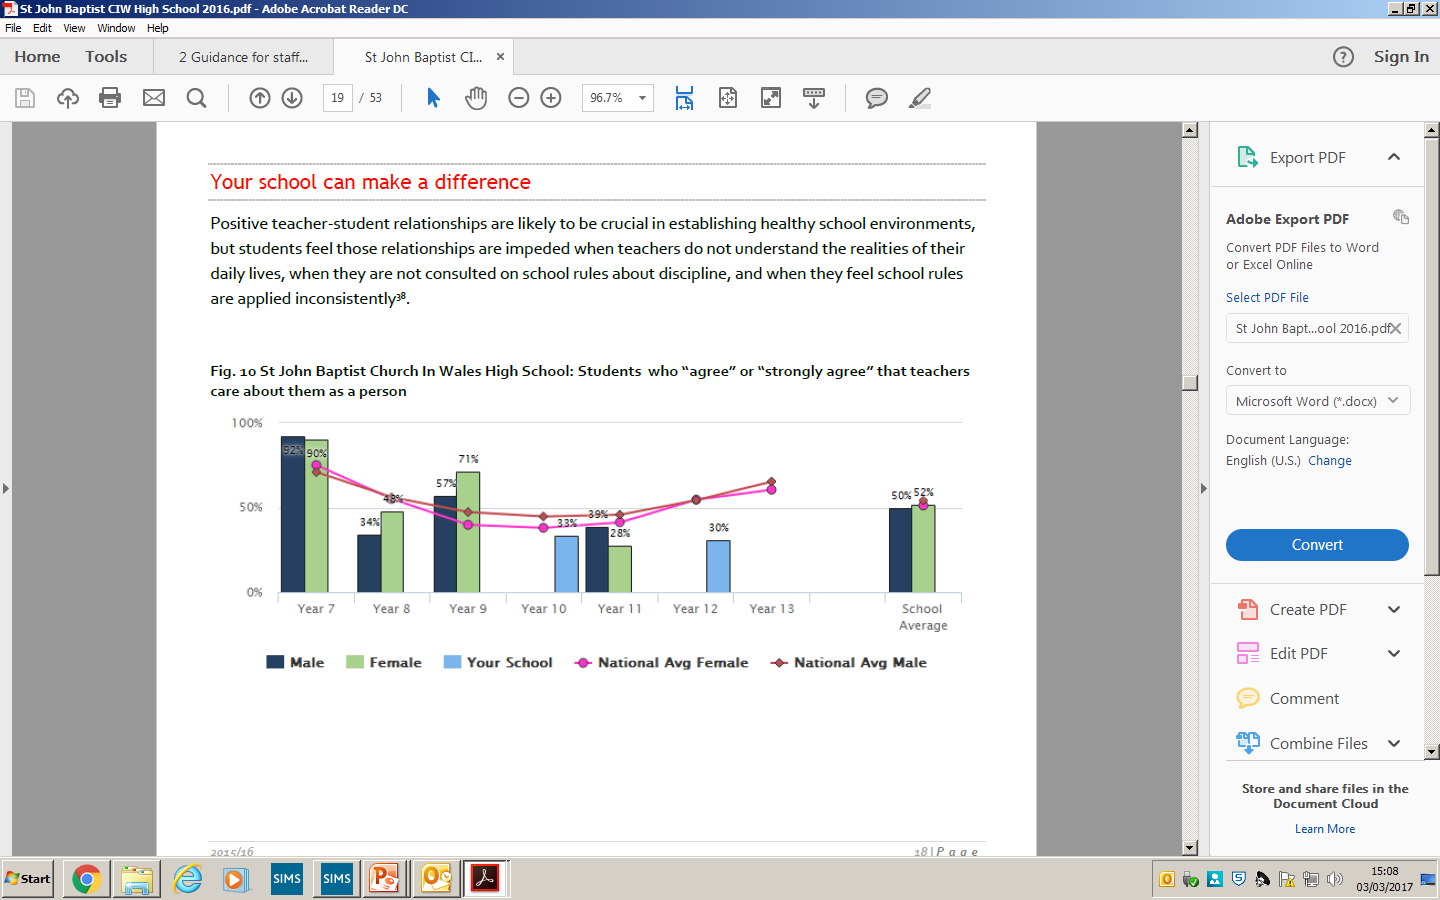 St John Baptist CIW High School 2016.pdf - Adobe Acrobat Reader DC
File Edit View Window Help
Home Tools 2 Guidance for staff... St John Baptist CI... × ? Sign In
19 / 53 96.7%
Your school can make a difference
Positive teacher-student relationships are likely to be crucial in establishing healthy school environments,
but students feel those relationships are impeded when teachers do not understand the realities of their
daily lives, when they are not consulted on school rules about discipline, and when they feel school rules
are applied inconsistently³⁸.
Fig. 10 St John Baptist Church In Wales High School: Students who “agree” or “strongly agree” that teachers
care about them as a person
100%
50%
0%
92% 90%
34% 48%
57% 71%
33%
39% 28%
30%
50% 52%
Year 7 Year 8 Year 9 Year 10 Year 11 Year 12 Year 13 School
Average
Male Female Your School National Avg Female National Avg Male
2015/16 18 | Page
Export PDF
Adobe Export PDF
Convert PDF Files to Word
or Excel Online
Select PDF File
St John Bapt...ool 2016.pdf
Convert to
Microsoft Word (*.docx)
Document Language:
English (U.S.) Change
Convert
Create PDF
Edit PDF
Comment
Combine Files
Store and share files in the
Document Cloud
Learn More
Start SIMS SIMS
15:08
03/03/2017